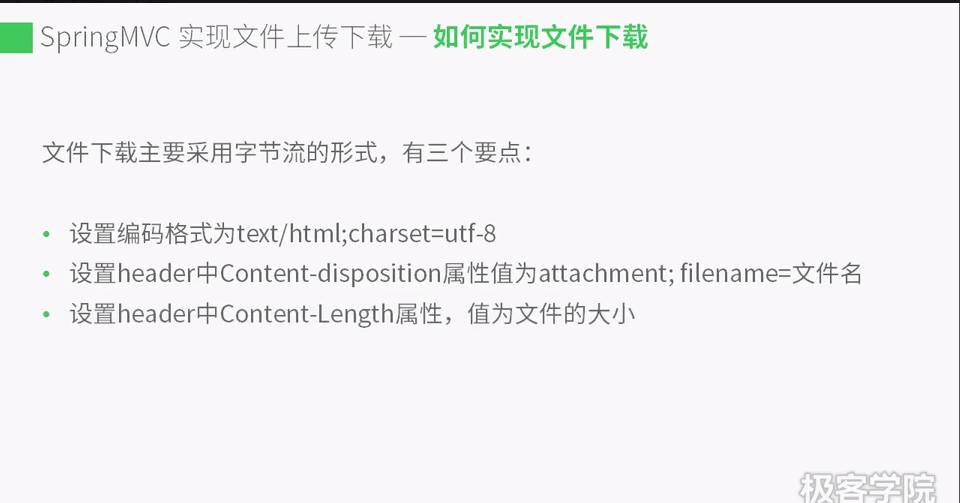 SpringMVC 实现文件上传下载 — 如何实现文件下载
文件下载主要采用字节流的形式，有三个要点：
• 设置编码格式为text/html;charset=utf-8
• 设置header中Content-disposition属性值为attachment; filename=文件名
• 设置header中Content-Length属性，值为文件的大小
极客学院